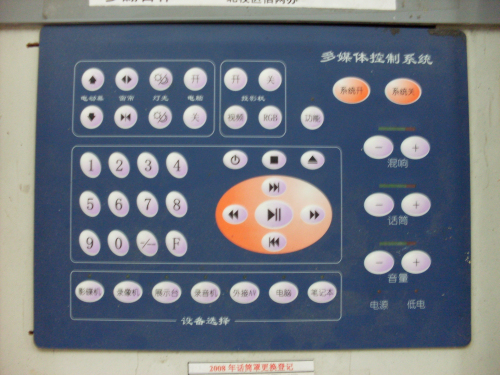 多媒体控制系统
系统开 系统关
开 开 关
电动幕 窗帘 灯光 电脑 投影机
关 视频 RGB 功能
1 2 3 4
5 6 7 8
9 0 -/-- F
混响
话筒
音量
电源 低电
影碟机 录像机 展示台 录音机 外接AV 电脑 笔记本
设备选择
2008年话筒罩更换登记